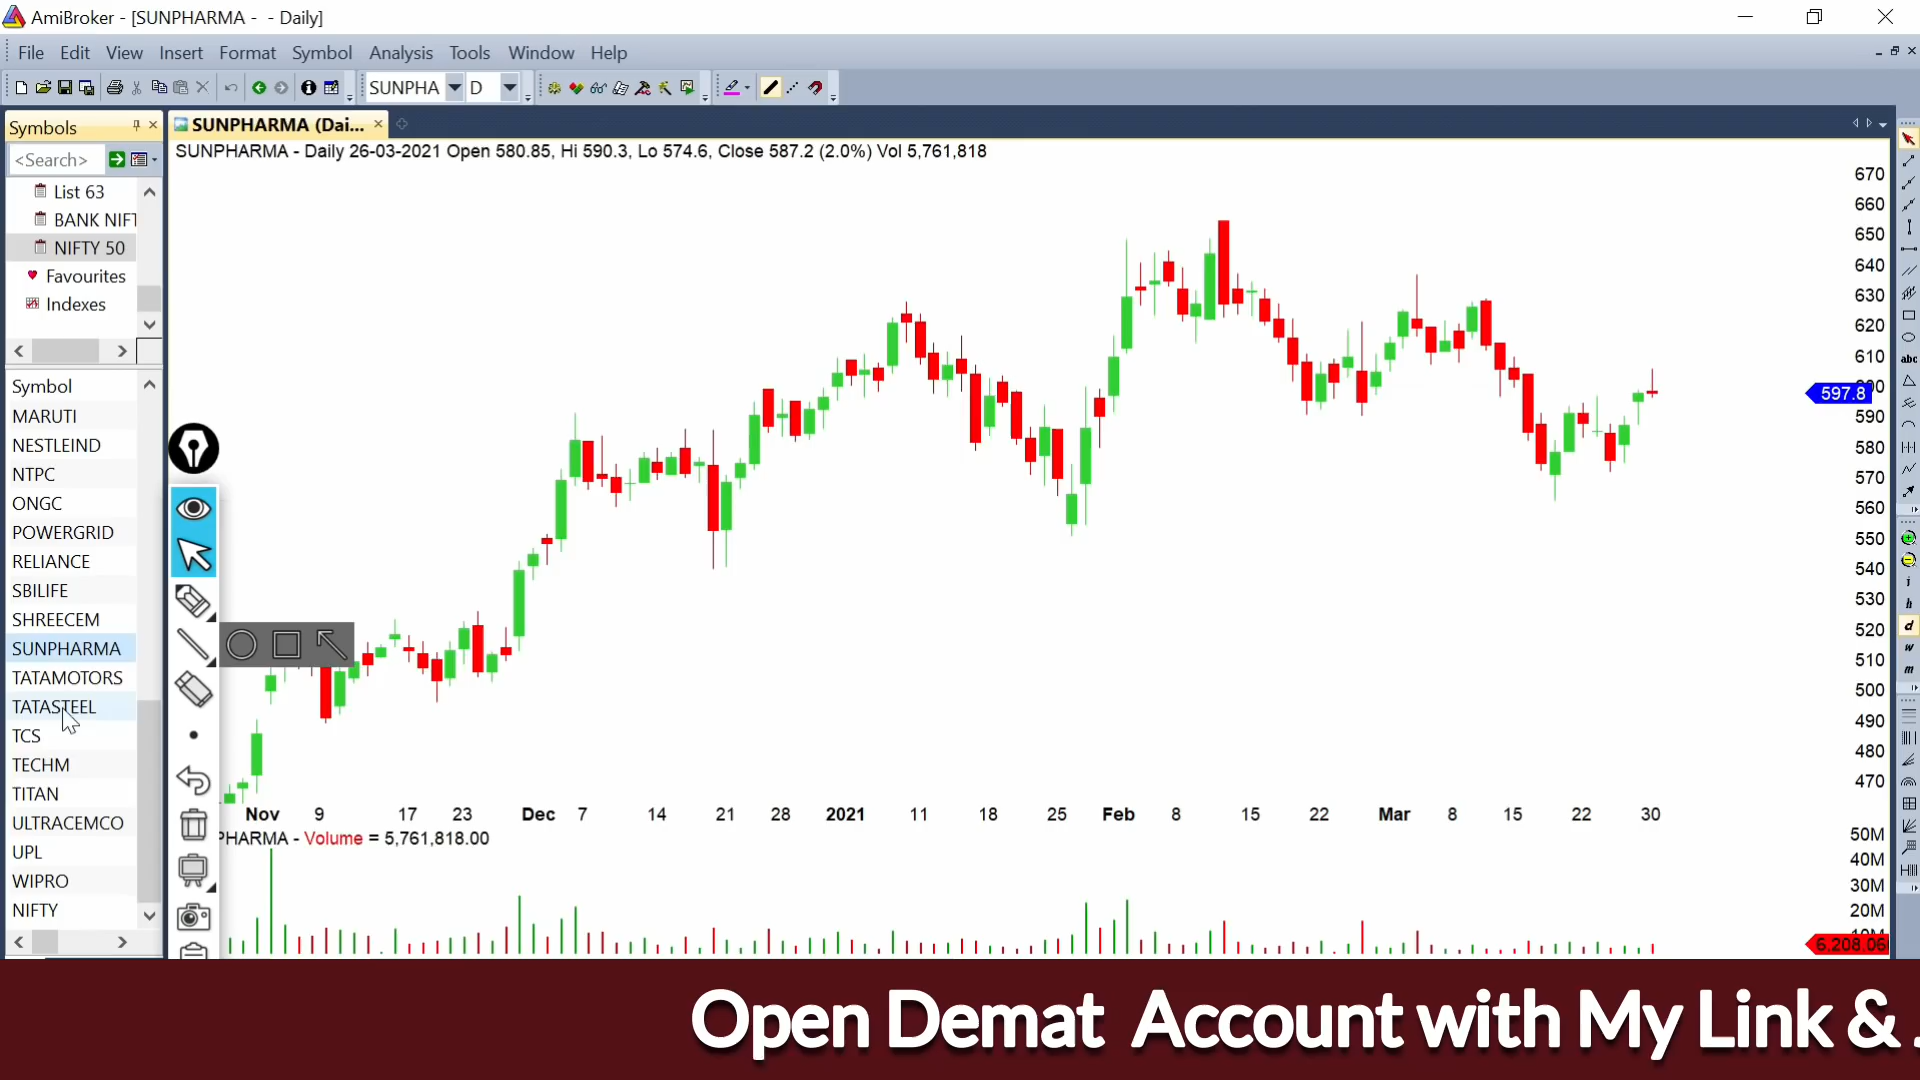 AmiBroker - [SUNPHARMA - - Daily]
File Edit View Insert Format Symbol Analysis Tools Window Help
SUNPHA D
Symbols
SUNPHARMA (Dai...
<Search>
SUNPHARMA - Daily 26-03-2021 Open 580.85, Hi 590.3, Lo 574.6, Close 587.2 (2.0%) Vol 5,761,818
List 63
BANK NIFT
NIFTY 50
Favourites
Indexes
Symbol
MARUTI
NESTLEIND
NTPC
ONGC
POWERGRID
RELIANCE
SBILIFE
SHREECEM
SUNPHARMA
TATAMOTORS
TATASTEEL
TCS
TECHM
TITAN
ULTRACEMCO
UPL
WIPRO
NIFTY
670
660
650
640
630
620
610
597.8
590
580
570
560
550
540
530
520
510
500
490
480
470
Nov 9 17 23 Dec 7 14 21 28 2021 11 18 25 Feb 8 15 22 Mar 8 15 22 30
PHARMA - Volume = 5,761,818.00
50M
40M
30M
20M
6,208,06
abc
i
h
d
w
m
Open Demat Account with My Link &